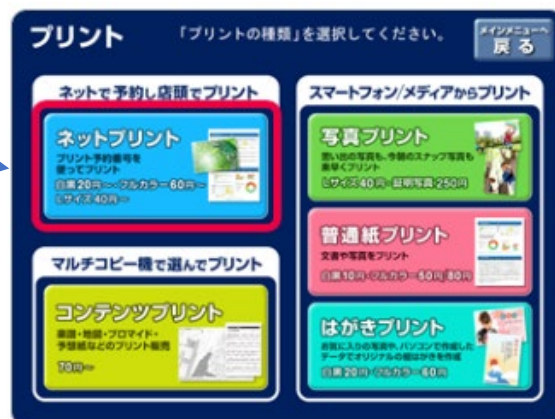 プリント
「プリントの種類」を選択してください。
メインメニューへ
戻る
ネットで予約し店頭でプリント
ネットプリント
プリント予約番号を
使ってプリント
白黒20円～・フルカラー60円～
Lサイズ40円～
マルチコピー機で選んでプリント
コンテンツプリント
楽譜・地図・ブロマイド・
予想紙などのプリント販売
70円～
スマートフォン/メディアからプリント
写真プリント
思い出の写真も、今朝のスナップ写真も
素早くプリント
Lサイズ40円・証明写真250円
普通紙プリント
文書や写真をプリント
白黒10円・フルカラー50円/80円
はがきプリント
お気に入りの写真や、パソコンで作成した
データでオリジナルの絵はがきを作成
白黒20円・フルカラー60円